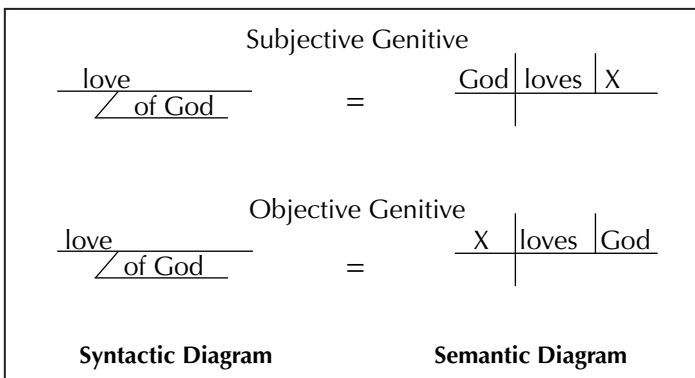 Subjective Genitive
love
of God
=
God loves X
Objective Genitive
love
of God
=
X loves God
Syntactic Diagram Semantic Diagram